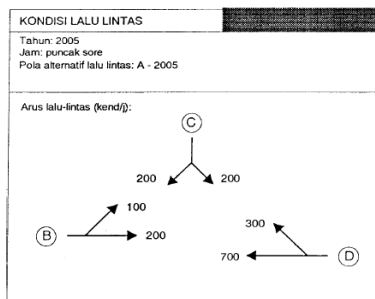 KONDISI LALU LINTAS
Tahun: 2005
Jam: puncak sore
Pola alternatif lalu lintas: A - 2005
Arus lalu-lintas (kend/j):
C
200 200
100
B 200
300
700 D